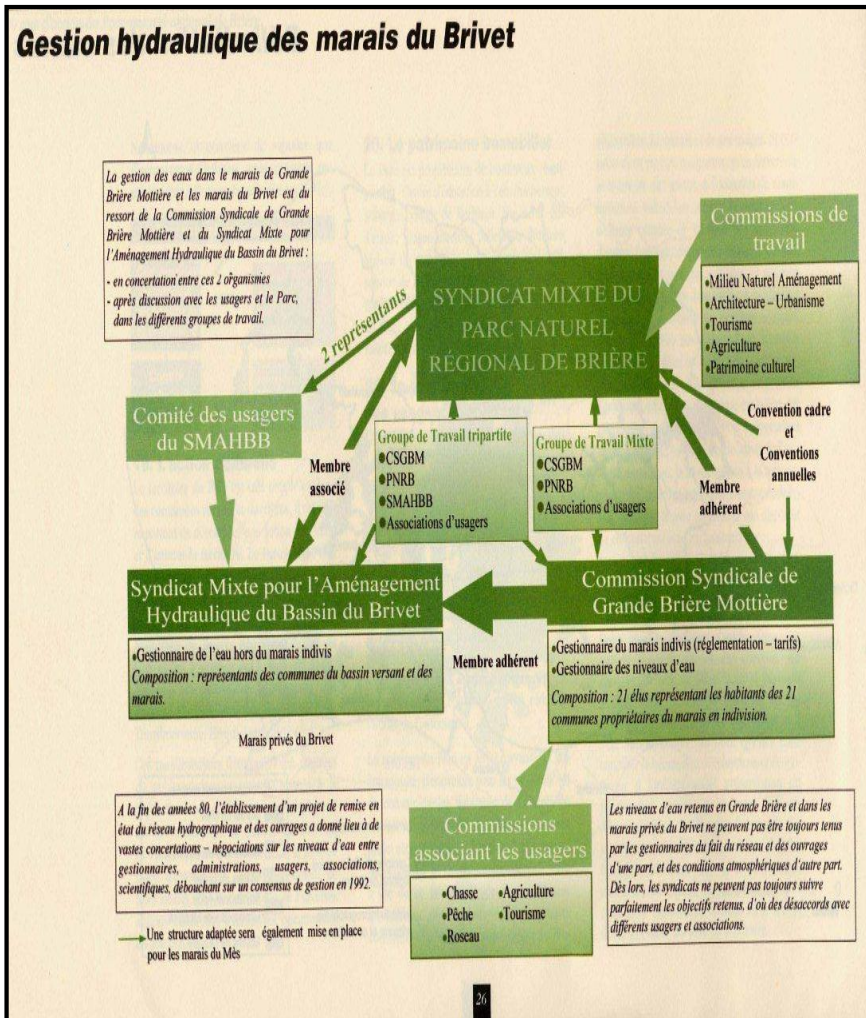 Gestion hydraulique des marais du Brivet
La gestion des eaux dans le marais de Grande
Brière Mottière et les marais du Brivet est du
ressort de la Commission Syndicale de Grande
Brière Mottière et du Syndicat Mixte pour
l'Aménagement Hydraulique du Bassin du Brivet :
- en concertation entre ces 2 organismes
- après discussion avec les usagers et le Parc,
dans les différents groupes de travail.
Commissions de
travail
•Milieu Naturel Aménagement
•Architecture – Urbanisme
•Tourisme
•Agriculture
•Patrimoine culturel
SYNDICAT MIXTE DU
PARC NATUREL
RÉGIONAL DE BRIÈRE
2 représentants
Comité des usagers
du SMAHBB
Membre
associé
Groupe de Travail tripartite
•CSGBM
•PNRB
•SMAHBB
•Associations d'usagers
Groupe de Travail Mixte
•CSGBM
•PNRB
•Associations d'usagers
Membre
adhérent
Convention cadre
et
Conventions
annuelles
Syndicat Mixte pour l'Aménagement
Hydraulique du Bassin du Brivet
•Gestionnaire de l'eau hors du marais indivis
Composition : représentants des communes du bassin versant et des
marais.
Marais privés du Brivet
Membre adhérent
Commission Syndicale de
Grande Brière Mottière
•Gestionnaire du marais indivis (réglementation – tarifs)
•Gestionnaire des niveaux d'eau
Composition : 21 élus représentant les habitants des 21
communes propriétaires du marais en indivision.
A la fin des années 80, l'établissement d'un projet de remise en
état du réseau hydrographique et des ouvrages a donné lieu à de
vastes concertations – négociations sur les niveaux d'eau entre
gestionnaires, administrations, usagers, associations,
scientifiques, débouchant sur un consensus de gestion en 1992.
Une structure adaptée sera également mise en place
pour les marais du Mès
Commissions
associant les usagers
•Chasse •Agriculture
•Pêche •Tourisme
•Roseau
Les niveaux d'eau retenus en Grande Brière et dans les
marais privés du Brivet ne peuvent pas être toujours tenus
par les gestionnaires du fait du réseau et des ouvrages
d'une part, et des conditions atmosphériques d'autre part.
Dès lors, les syndicats ne peuvent pas toujours suivre
parfaitement les objectifs retenus, d'où des désaccords avec
différents usagers et associations.
26